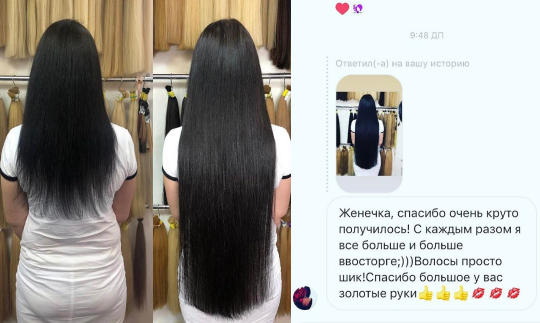 9:48 ДП
Ответил(-а) на вашу историю
Женечка, спасибо очень круто
получилось! С каждым разом я
все больше и больше
ввосторге;)))Волосы просто
шик!Спасибо большое у вас
золотые руки👍👍👍💋💋💋